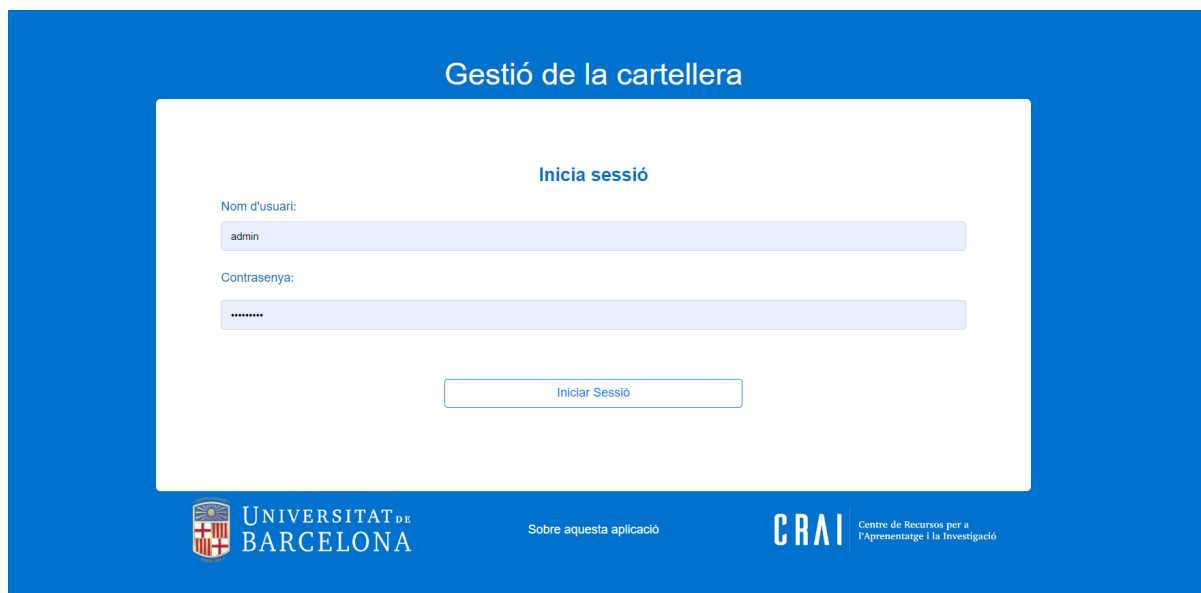 Gestió de la cartellera
Inicia sessió
Nom d'usuari:
admin
Contrasenya:
•••••••••
Iniciar Sessió
UNIVERSITAT DE
BARCELONA
Sobre aquesta aplicació
CRAI
Centre de Recursos per a
l'Aprenentatge i la Investigació